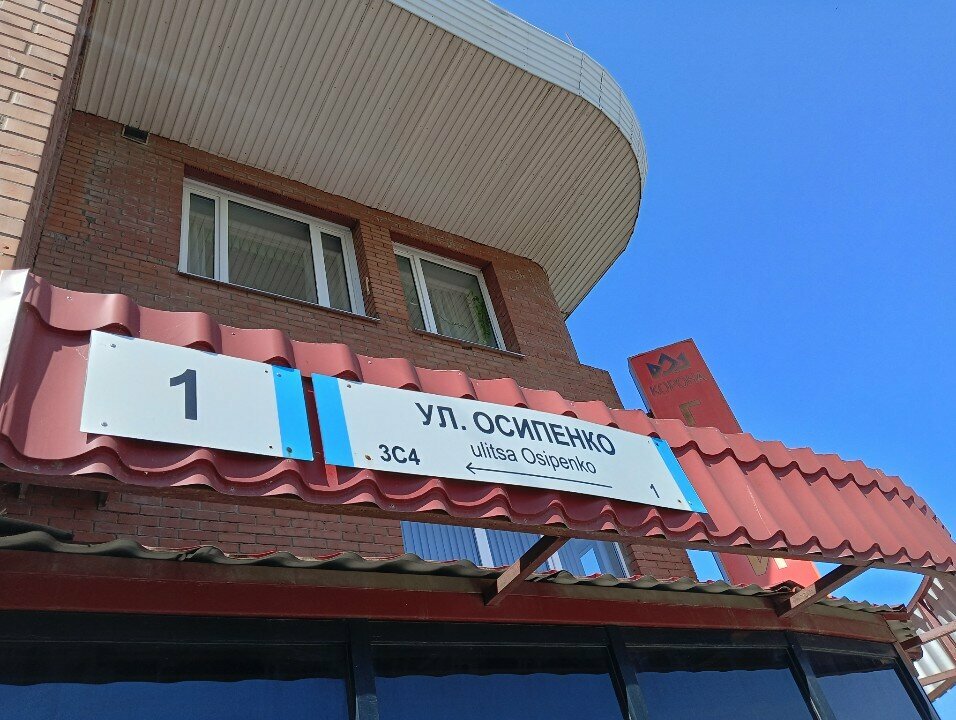 1
УЛ. ОСИПЕНКО
ulitsa Osipenko
3С4
1
КОРОНА
Г